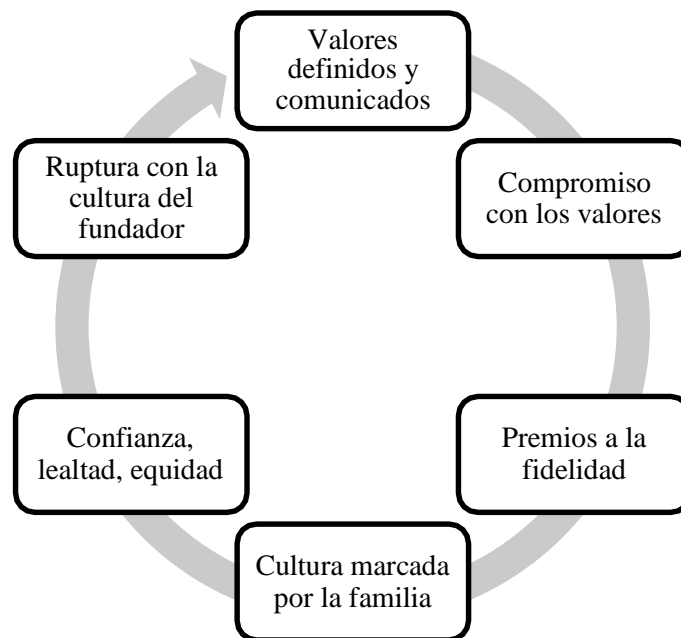 Valores
definidos y
comunicados
Compromiso
con los valores
Premios a la
fidelidad
Cultura marcada
por la familia
Confianza,
lealtad, equidad
Ruptura con la
cultura del
fundador